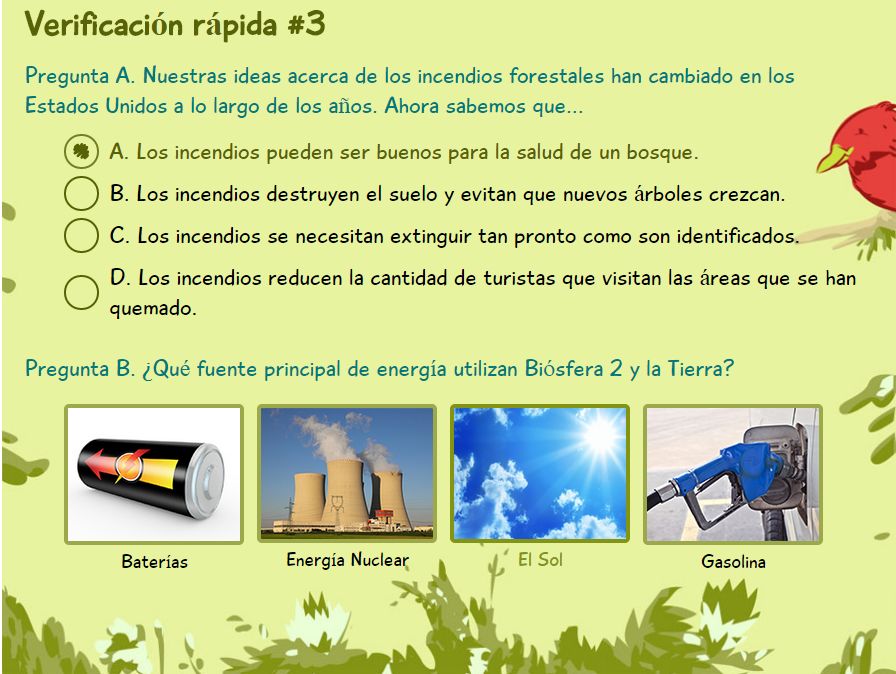 Verificación rápida #3
Pregunta A. Nuestras ideas acerca de los incendios forestales han cambiado en los
Estados Unidos a lo largo de los años. Ahora sabemos que...
A. Los incendios pueden ser buenos para la salud de un bosque.
B. Los incendios destruyen el suelo y evitan que nuevos árboles crezcan.
C. Los incendios se necesitan extinguir tan pronto como son identificados.
D. Los incendios reducen la cantidad de turistas que visitan las áreas que se han
quemado.
Pregunta B. ¿Qué fuente principal de energía utilizan Biósfera 2 y la Tierra?
Baterías
Energía Nuclear
El Sol
Gasolina